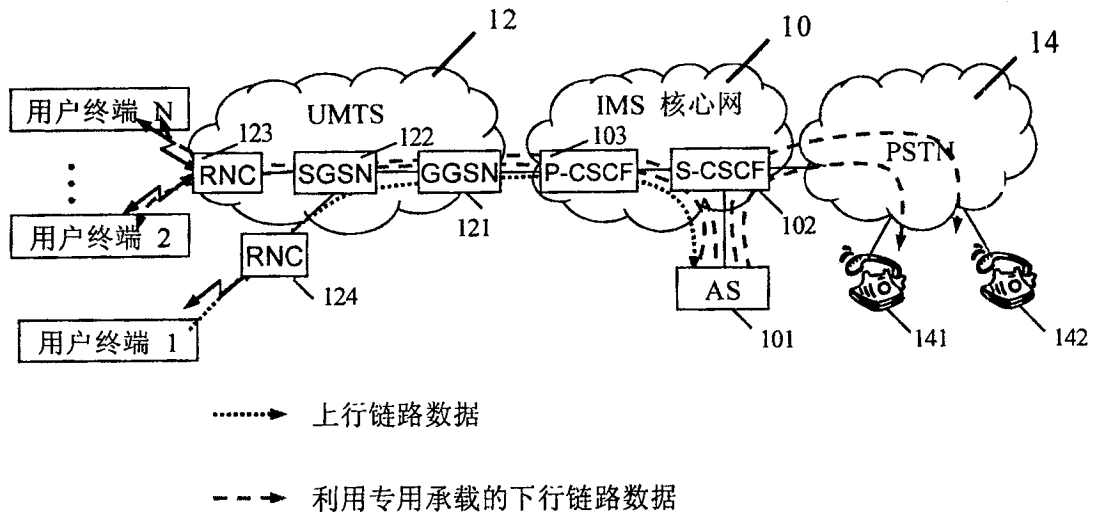 12
10
14
用户终端 N
UMTS
IMS 核心网
123
122
103
PSTN
RNC
SGSN
GGSN
P-CSCF
S-CSCF
用户终端 2
121
102
RNC
124
AS
101
141
142
用户终端 1
上行链路数据
利用专用承载的下行链路数据